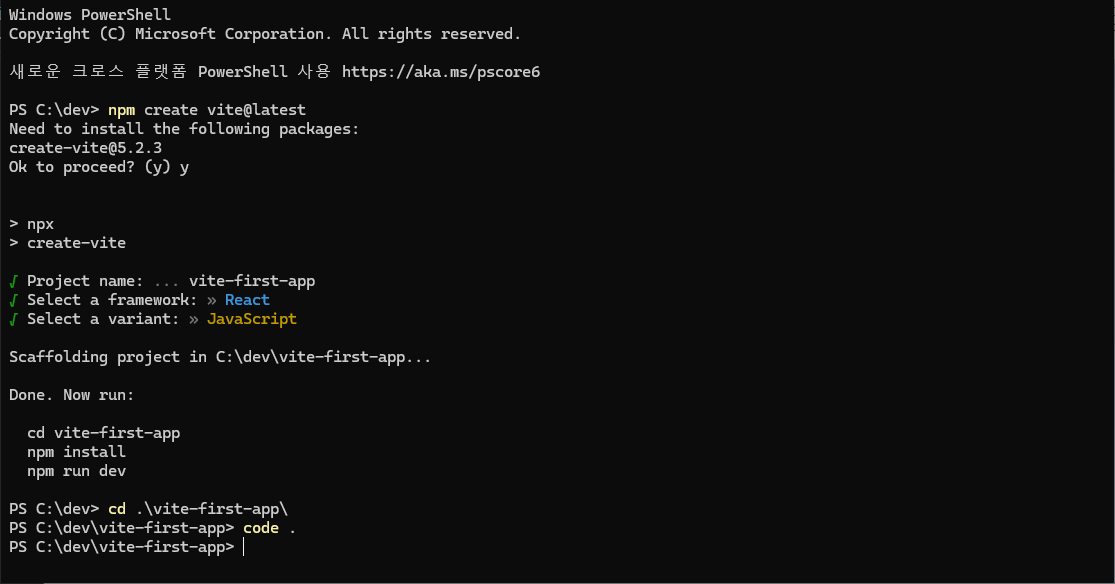 Windows PowerShell
Copyright (C) Microsoft Corporation. All rights reserved.
새로운 크로스 플랫폼 PowerShell 사용 https://aka.ms/pscore6
PS C:\dev> npm create vite@latest
Need to install the following packages:
create-vite@5.2.3
Ok to proceed? (y) y
> npx
> create-vite
√ Project name: ... vite-first-app
√ Select a framework: » React
√ Select a variant: » JavaScript
Scaffolding project in C:\dev\vite-first-app...
Done. Now run:
cd vite-first-app
npm install
npm run dev
PS C:\dev> cd .\vite-first-app\
PS C:\dev\vite-first-app> code .
PS C:\dev\vite-first-app>